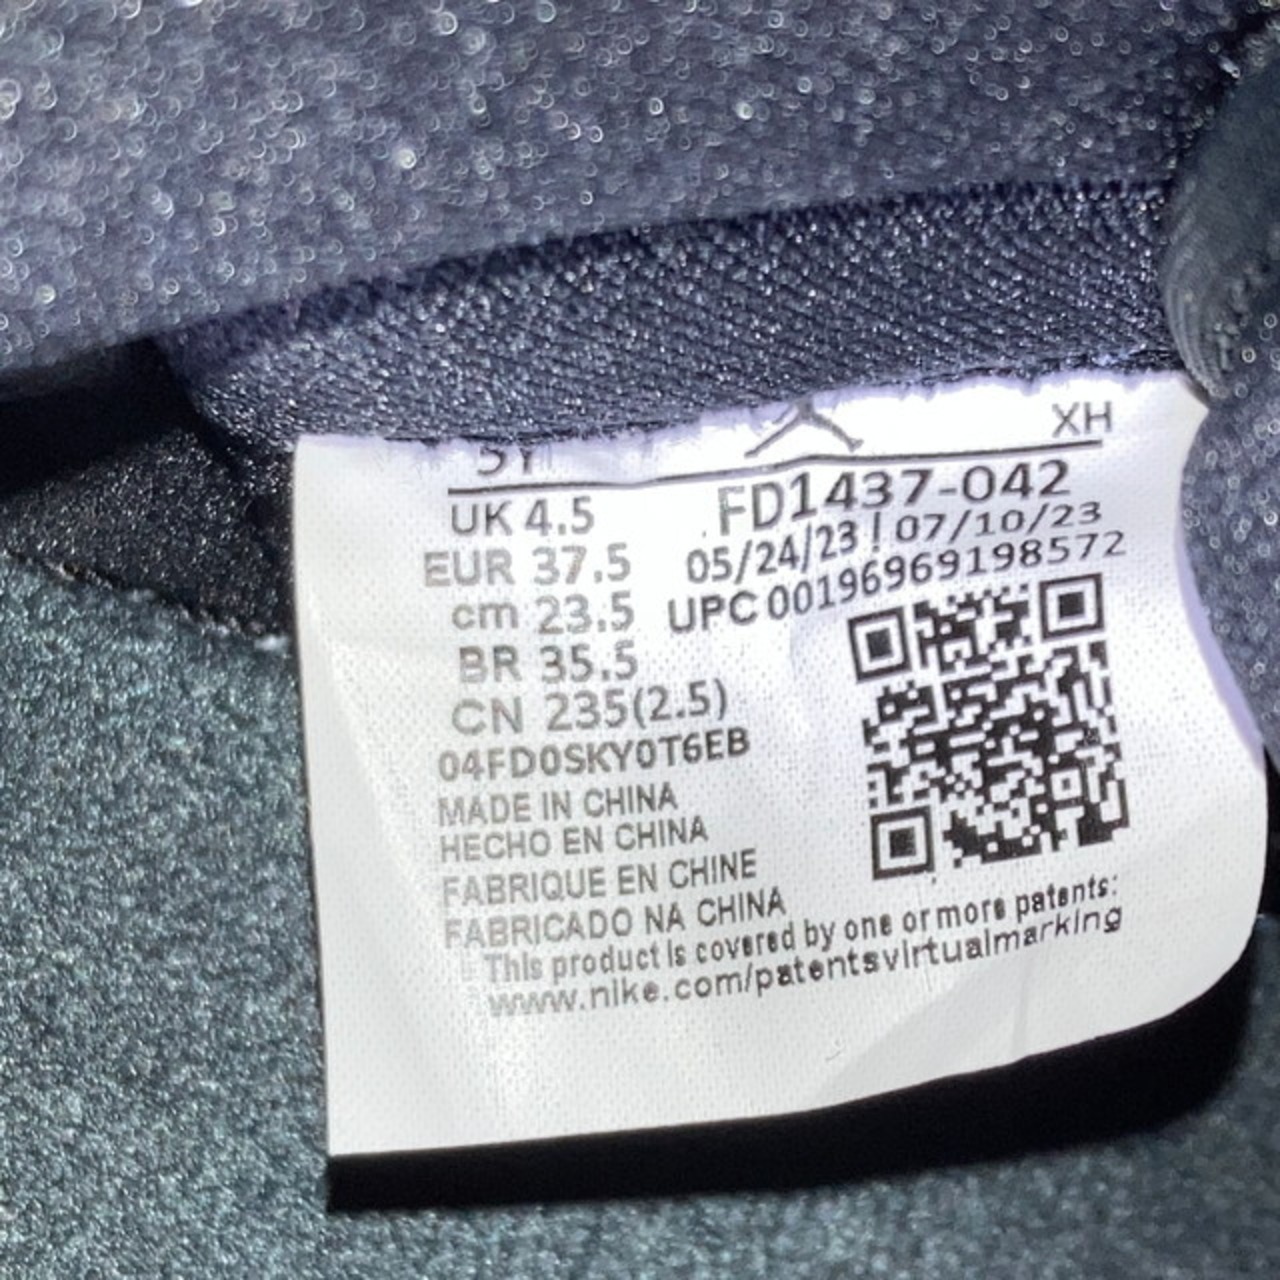 5Y XH
UK 4.5 FD1437-042
EUR 37.5 05/24/23 | 07/10/23
cm 23.5 UPC 00196969198572
BR 35.5
CN 235(2.5)
04FD0SKY0T6EB
MADE IN CHINA
HECHO EN CHINA
FABRIQUE EN CHINE
FABRICADO NA CHINA
This product is covered by one or more patents:
www.nike.com/patentsvirtualmarking